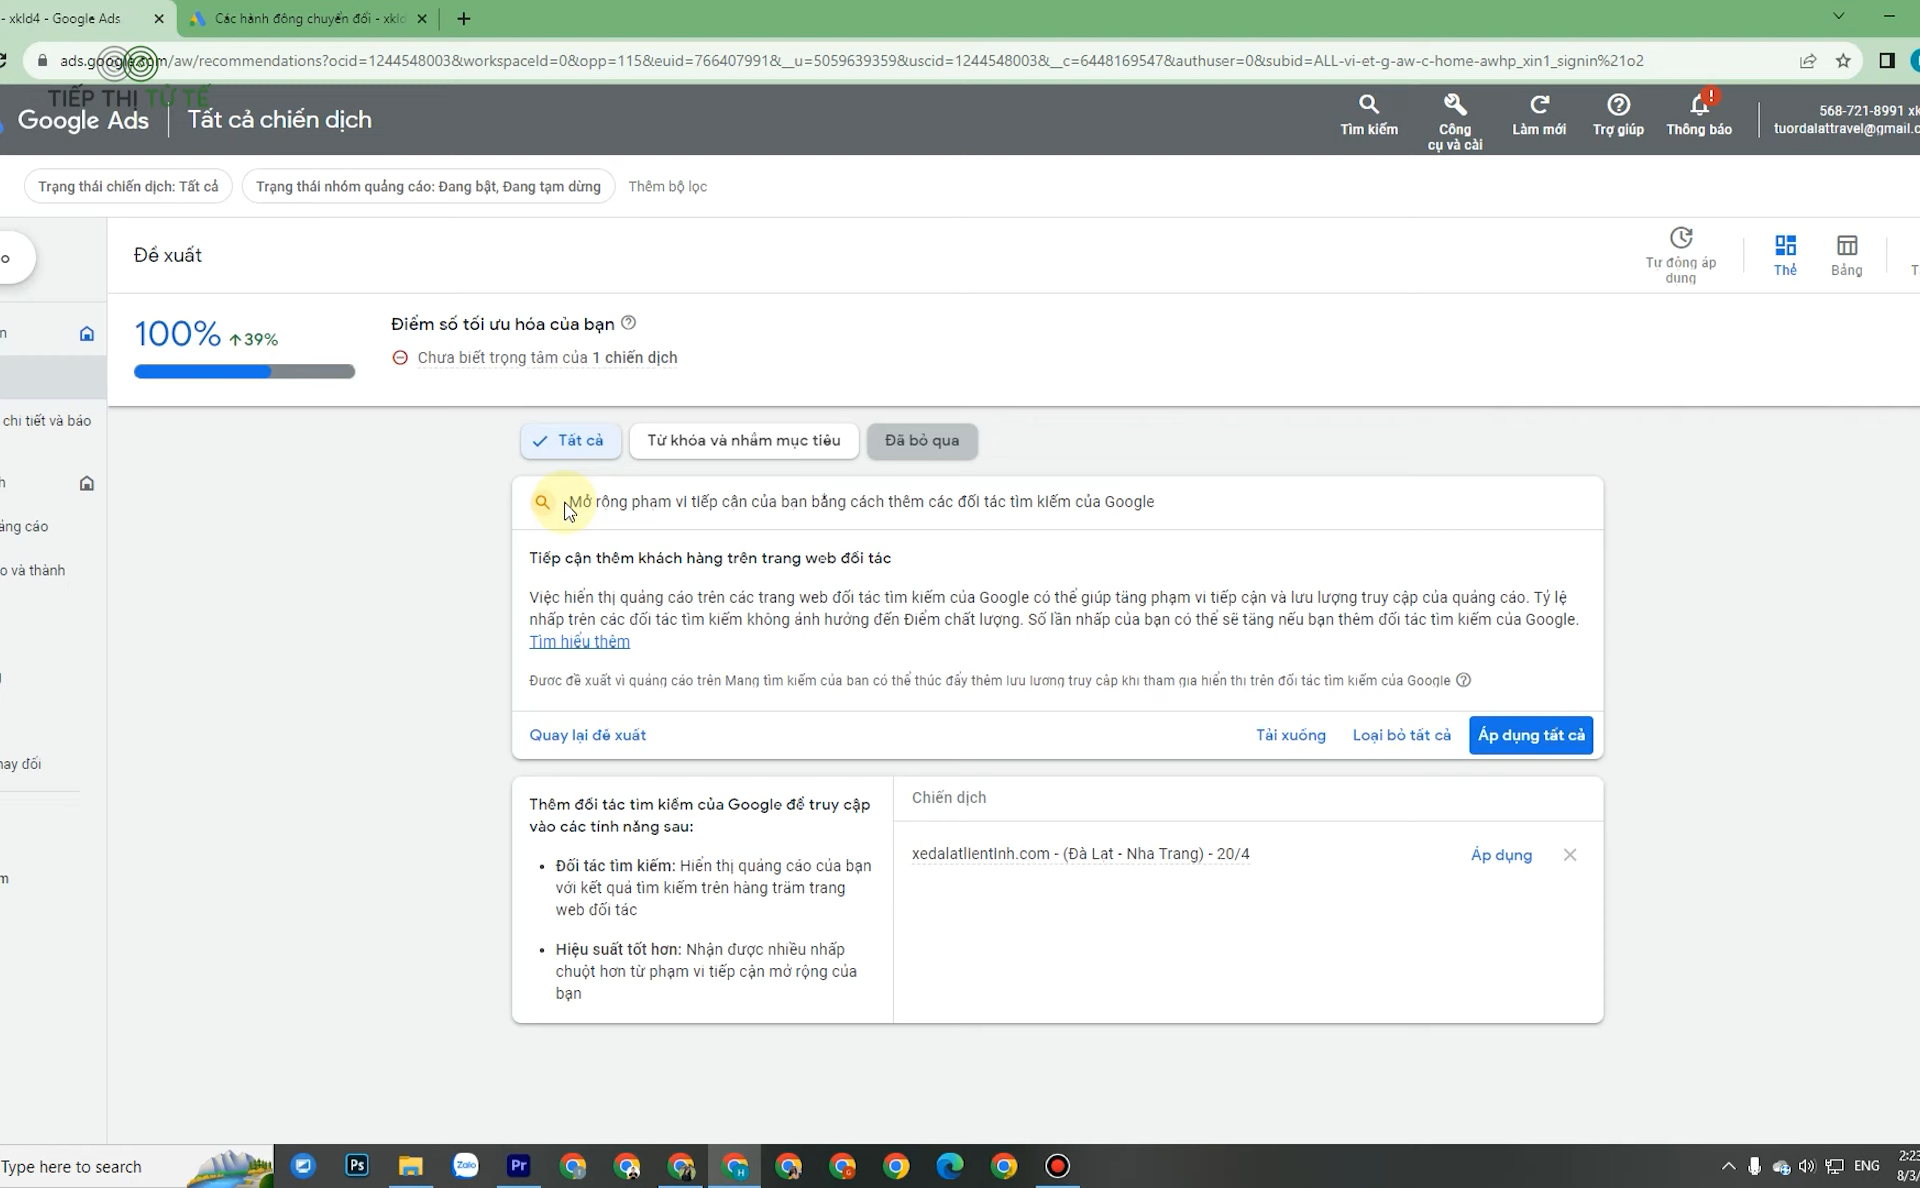 - xkld4 - Google Ads
Các hành động chuyển đổi - xkld
ads.google.com/aw/recommendations?ocid=1244548003&workspaceId=0&opp=115&euid=766407991&__u=5059639359&uscid=1244548003&__c=6448169547&authuser=0&subid=ALL-vi-et-g-aw-c-home-awhp_xin1_signin%21o2
TIẾP THỊ TỬ TẾ
Google Ads
Tất cả chiến dịch
Tìm kiếm
Công
cụ và cài
Làm mới
Trợ giúp
!
Thông báo
568-721-8991 xk
tuordalattravel@gmail.c
Trạng thái chiến dịch: Tất cả
Trạng thái nhóm quảng cáo: Đang bật, Đang tạm dừng
Thêm bộ lọc
o
Đề xuất
Tự động áp
dụng
Thẻ
Bảng
T
n
chi tiết và báo
h
ảng cáo
o và thành
hay đổi
m
100% ↑39%
Điểm số tối ưu hóa của bạn
Chưa biết trọng tâm của 1 chiến dịch
Tất cả
Từ khóa và nhắm mục tiêu
Đã bỏ qua
Mở rộng phạm vi tiếp cận của bạn bằng cách thêm các đối tác tìm kiếm của Google
Tiếp cận thêm khách hàng trên trang web đối tác
Việc hiển thị quảng cáo trên các trang web đối tác tìm kiếm của Google có thể giúp tăng phạm vi tiếp cận và lưu lượng truy cập của quảng cáo. Tỷ lệ
nhấp trên các đối tác tìm kiếm không ảnh hưởng đến Điểm chất lượng. Số lần nhấp của bạn có thể sẽ tăng nếu bạn thêm đối tác tìm kiếm của Google.
Tìm hiểu thêm
Được đề xuất vì quảng cáo trên Mạng tìm kiếm của bạn có thể thúc đẩy thêm lưu lượng truy cập khi tham gia hiển thị trên đối tác tìm kiếm của Google
Quay lại đề xuất
Tải xuống
Loại bỏ tất cả
Áp dụng tất cả
Thêm đối tác tìm kiếm của Google để truy cập
vào các tính năng sau:
• Đối tác tìm kiếm: Hiển thị quảng cáo của bạn
với kết quả tìm kiếm trên hàng trăm trang
web đối tác
• Hiệu suất tốt hơn: Nhận được nhiều nhấp
chuột hơn từ phạm vi tiếp cận mở rộng của
bạn
Chiến dịch
xedalatlientinh.com - (Đà Lạt - Nha Trang) - 20/4
Áp dụng
Type here to search
Ps
Zalo
Pr
ENG
2:23
8/3/